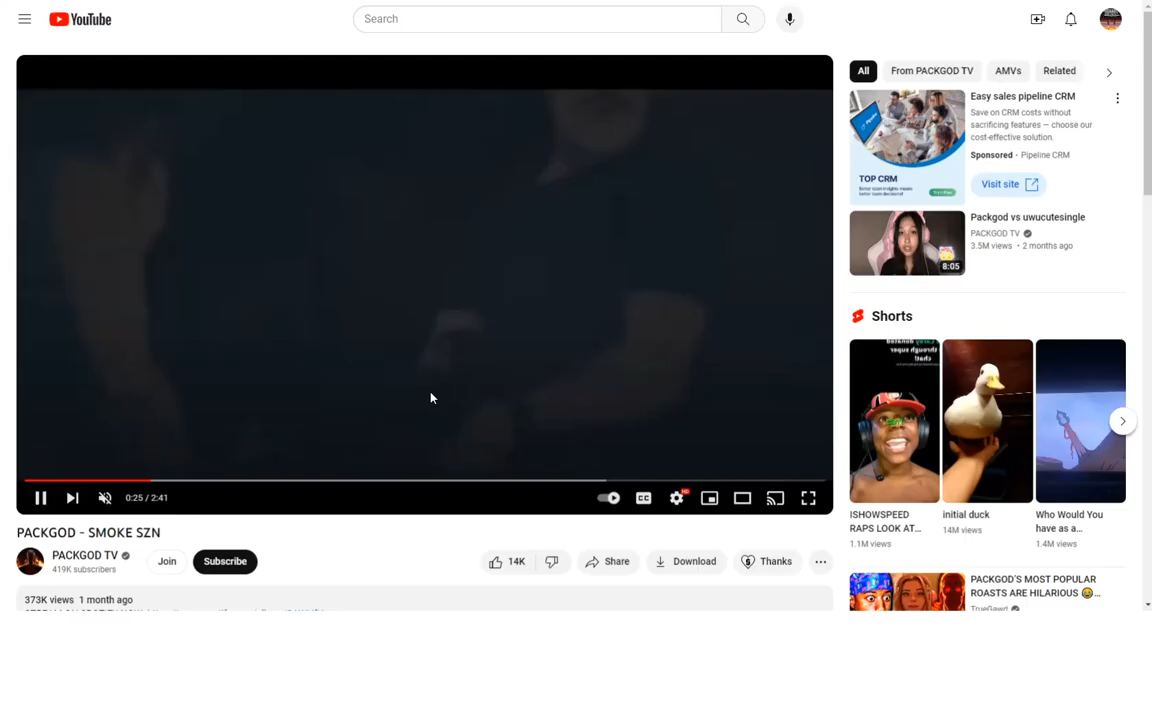 YouTube
Search
All
From PACKGOD TV
AMVs
Related
Easy sales pipeline CRM
Save on CRM costs without
sacrificing features — choose our
cost-effective solution.
Sponsored · Pipeline CRM
TOP CRM
Visit site
Packgod vs uwucutesingle
PACKGOD TV
3.5M views • 2 months ago
8:05
Shorts
ISHOWSPEED
RAPS LOOK AT...
1.1M views
initial duck
14M views
Who Would You
have as a...
1.4M views
HD
0:25 / 2:41
CC
PACKGOD - SMOKE SZN
PACKGOD TV
419K subscribers
Join
Subscribe
14K
Share
Download
Thanks
373K views 1 month ago
PACKGOD'S MOST POPULAR
ROASTS ARE HILARIOUS 😂...
TrueGawd